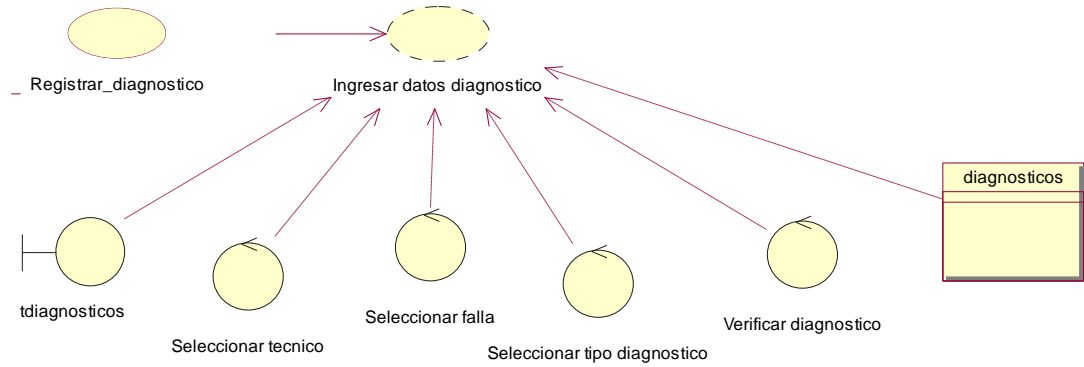 Registrar_diagnostico
Ingresar datos diagnostico
diagnosticos
tdiagnosticos
Seleccionar tecnico
Seleccionar falla
Seleccionar tipo diagnostico
Verificar diagnostico